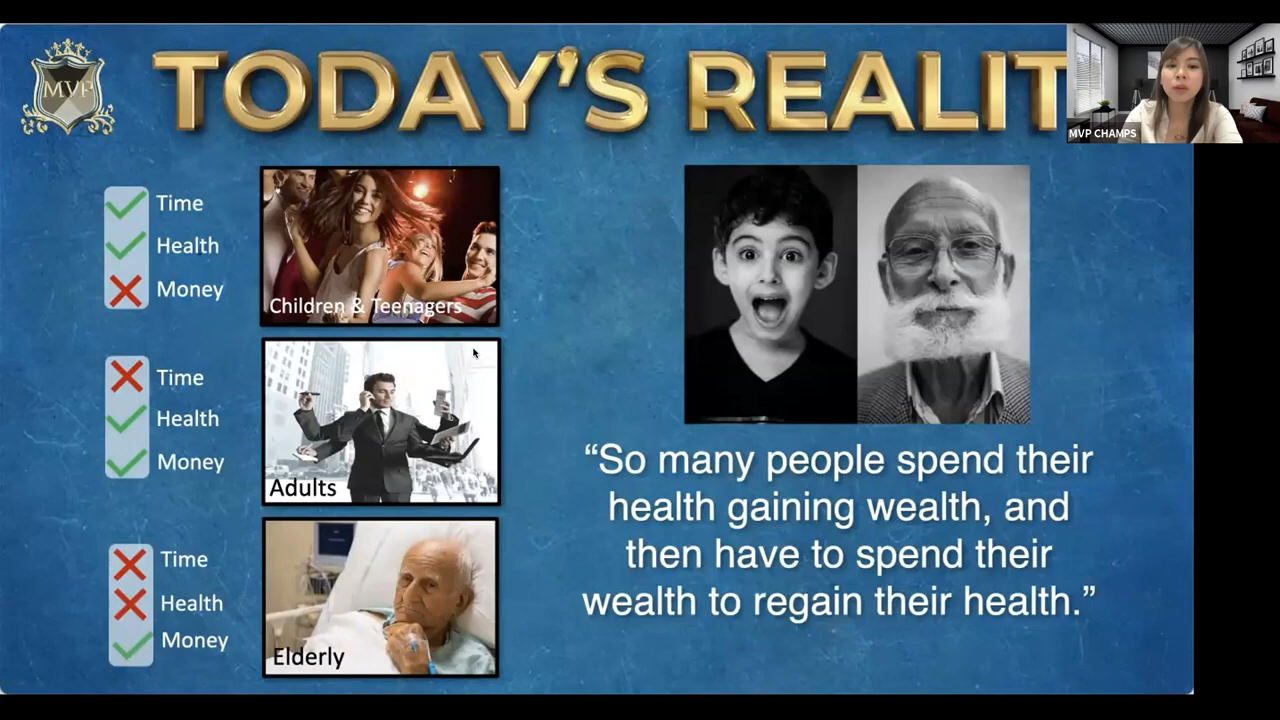 MVP
TODAY'S REALIT
MVP CHAMPS
Time
Health
Money
Children & Teenagers
Time
Health
Money
Adults
Time
Health
Money
Elderly
“So many people spend their
health gaining wealth, and
then have to spend their
wealth to regain their health.”